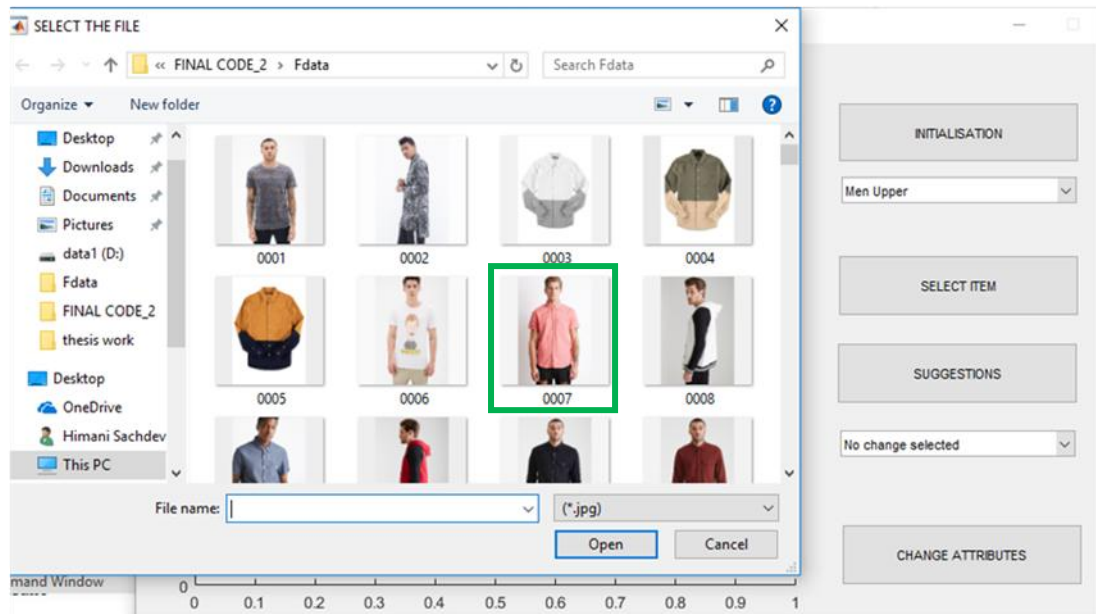 SELECT THE FILE
« FINAL CODE_2 › Fdata
Search Fdata
Organize
New folder
Desktop
Downloads
Documents
Pictures
data1 (D:)
Fdata
FINAL CODE_2
thesis work
Desktop
OneDrive
Himani Sachdev
This PC
0001 0002 0003 0004
0005 0006 0007 0008
File name:
(*.jpg)
Open Cancel
INITIALISATION
Men Upper
SELECT ITEM
SUGGESTIONS
No change selected
CHANGE ATTRIBUTES
mand Window
0
0 0.1 0.2 0.3 0.4 0.5 0.6 0.7 0.8 0.9 1